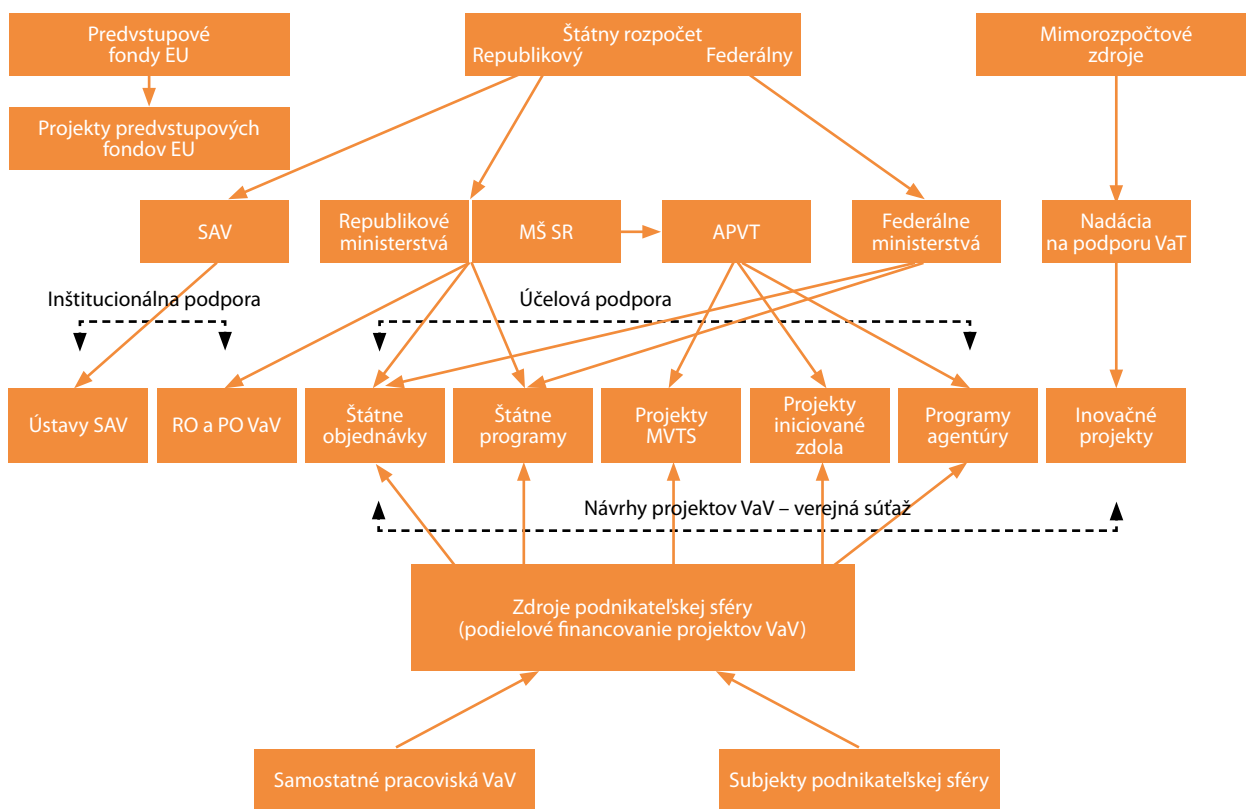 Predvstupové
fondy EU
Štátny rozpočet
Republikový Federálny
Mimorozpočtové
zdroje
Projekty predvstupových
fondov EU
SAV
Republikové
ministerstvá
MŠ SR
APVT
Federálne
ministerstvá
Nadácia
na podporu VaT
Inštitucionálna podpora
Účelová podpora
Ústavy SAV
RO a PO VaV
Štátne
objednávky
Štátne
programy
Projekty
MVTS
Projekty
iniciované
zdola
Programy
agentúry
Inovačné
projekty
Návrhy projektov VaV – verejná súťaž
Zdroje podnikateľskej sféry
(podielové financovanie projektov VaV)
Samostatné pracoviská VaV
Subjekty podnikateľskej sféry